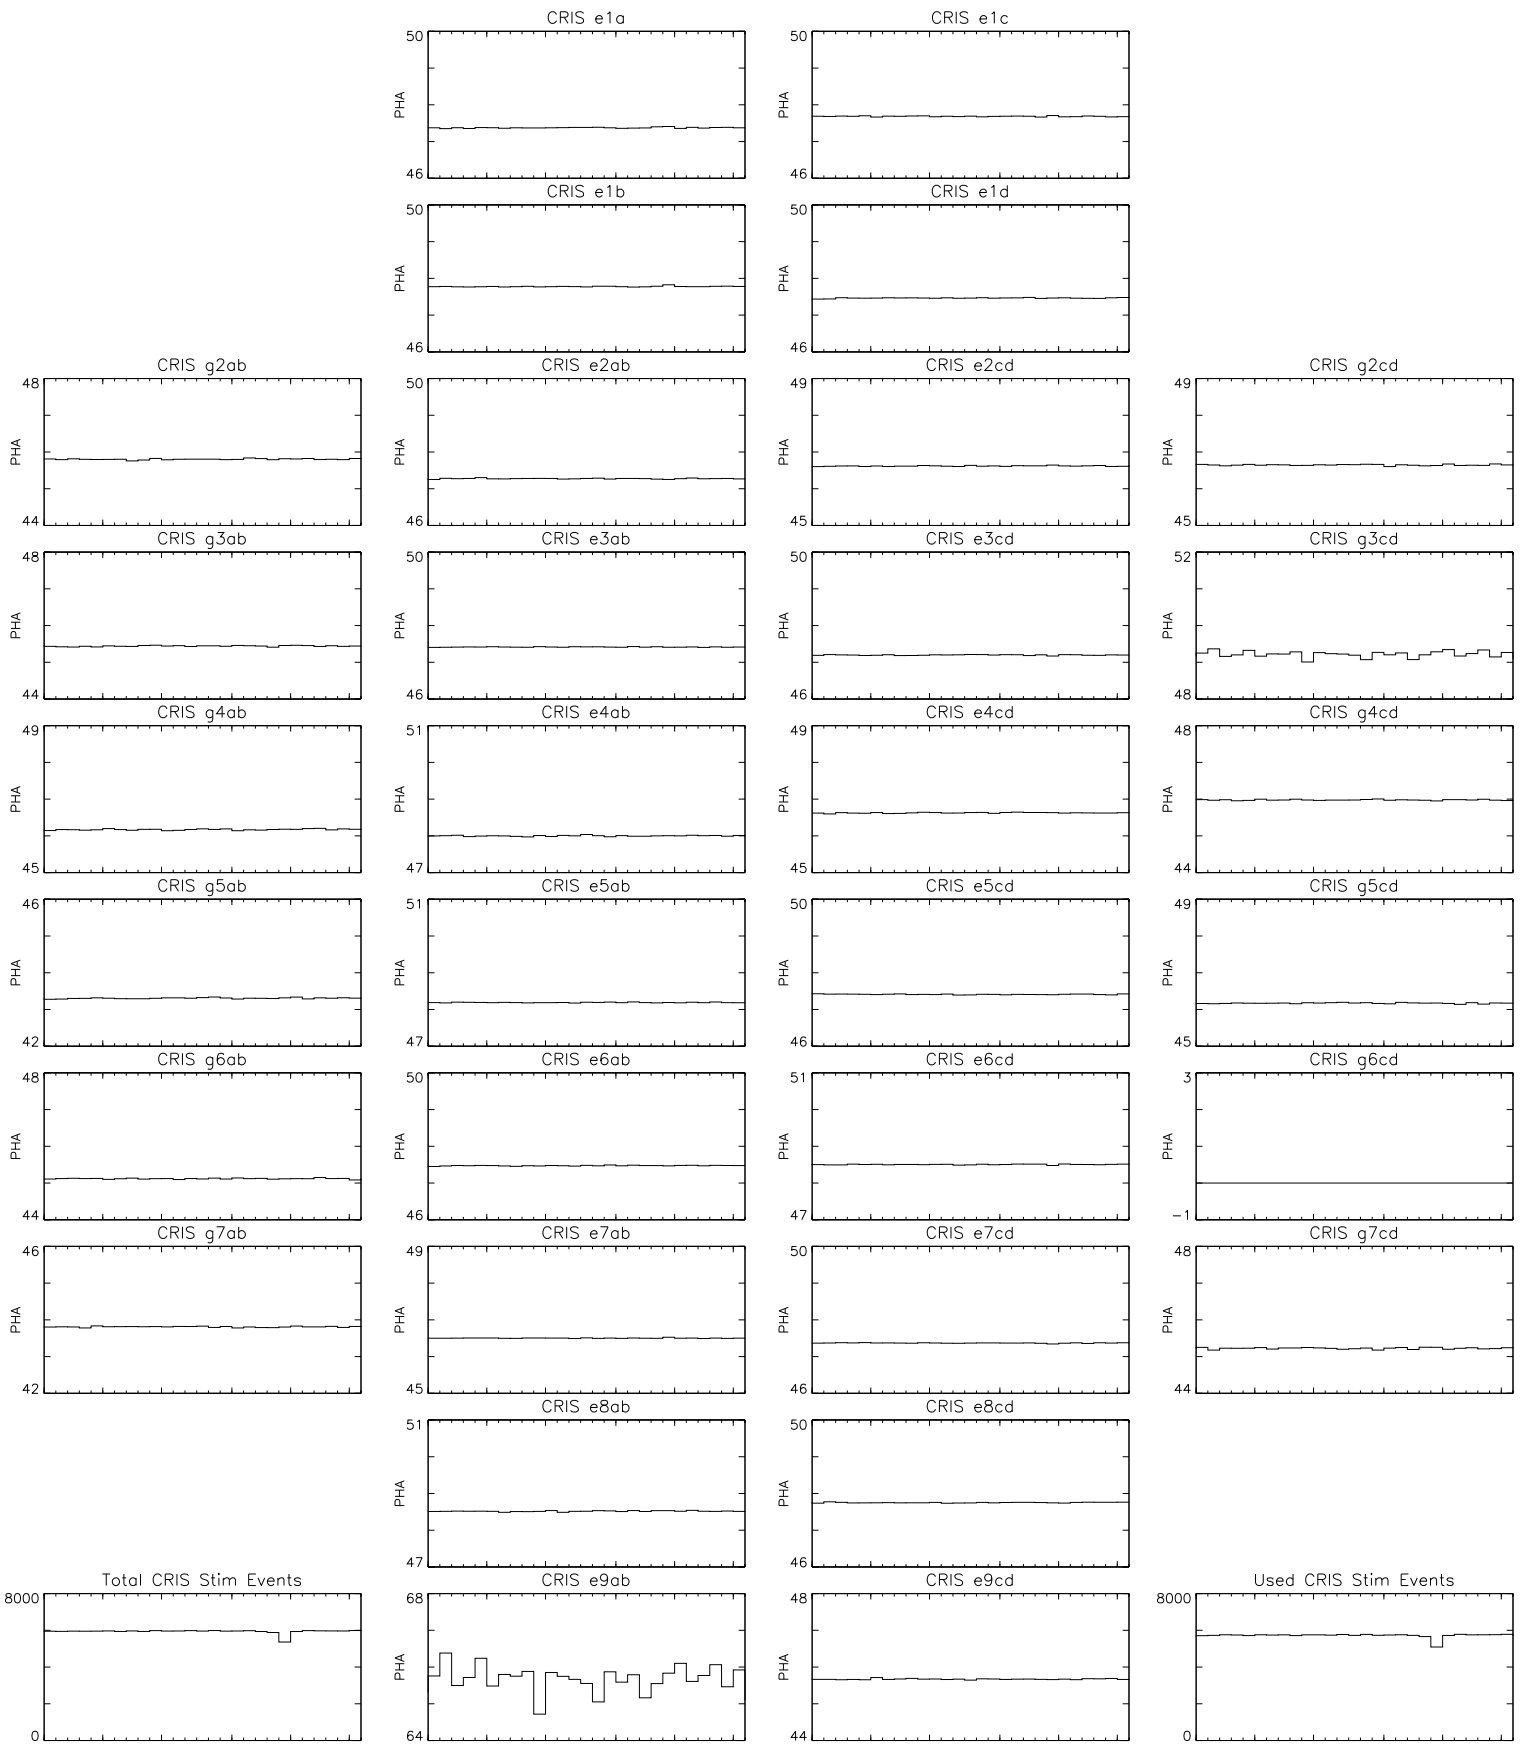 CRIS e1a
CRIS e1c
50
PHA
46
50
PHA
46
CRIS e1b
CRIS e1d
50
PHA
46
50
PHA
46
CRIS g2ab
CRIS e2ab
CRIS e2cd
CRIS g2cd
48
PHA
44
50
PHA
46
49
PHA
45
49
PHA
45
CRIS g3ab
CRIS e3ab
CRIS e3cd
CRIS g3cd
48
PHA
44
50
PHA
46
50
PHA
46
52
PHA
48
CRIS g4ab
CRIS e4ab
CRIS e4cd
CRIS g4cd
49
PHA
45
51
PHA
47
49
PHA
45
48
PHA
44
CRIS g5ab
CRIS e5ab
CRIS e5cd
CRIS g5cd
46
PHA
42
51
PHA
47
50
PHA
46
49
PHA
45
CRIS g6ab
CRIS e6ab
CRIS e6cd
CRIS g6cd
48
PHA
44
50
PHA
46
51
PHA
47
3
PHA
-1
CRIS g7ab
CRIS e7ab
CRIS e7cd
CRIS g7cd
46
PHA
42
49
PHA
45
50
PHA
46
48
PHA
44
CRIS e8ab
CRIS e8cd
51
PHA
47
50
PHA
46
Total CRIS Stim Events
CRIS e9ab
CRIS e9cd
Used CRIS Stim Events
8000
0
68
PHA
64
48
PHA
44
8000
0